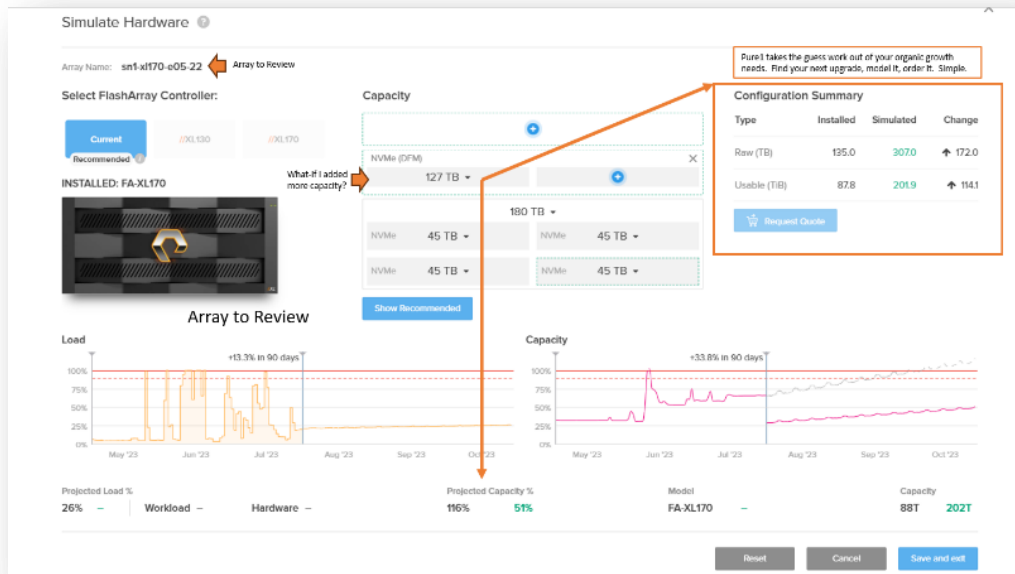 Simulate Hardware ?
Array Name: sn1-xl170-e05-22
Array to Review
Pure1 takes the guess work out of your organic growth
needs. Find your next upgrade, model it, order it. Simple.
Select FlashArray Controller:
Current
Recommended
//XL130
//XL170
INSTALLED: FA-XL170
Array to Review
Capacity
What-if I added
more capacity?
NVMe (DFM)
127 TB
180 TB
NVMe 45 TB NVMe 45 TB
NVMe 45 TB NVMe 45 TB
Show Recommended
Configuration Summary
Type Installed Simulated Change
Raw (TB) 135.0 307.0 ↑ 172.0
Usable (TiB) 87.8 201.9 ↑ 114.1
Request Quote
Load
+13.3% in 90 days
100%
75%
50%
25%
0%
May '23 Jun '23 Jul '23 Aug '23 Sep '23 Oct '23
Capacity
+33.8% in 90 days
100%
75%
50%
25%
0%
May '23 Jun '23 Jul '23 Aug '23 Sep '23 Oct '23
Projected Load % Projected Capacity % Model Capacity
26% – Workload – Hardware – 116% 51% FA-XL170 – 88T 202T
Reset Cancel Save and exit